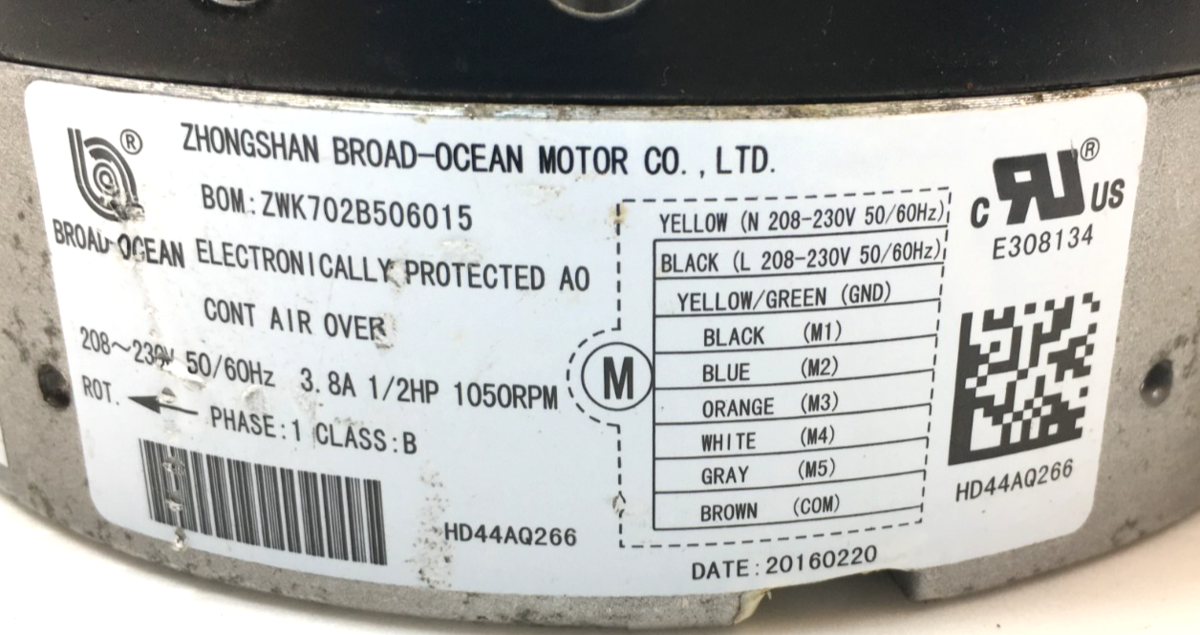 ®
ZHONGSHAN BROAD-OCEAN MOTOR CO., LTD.
BOM:ZWK702B506015
BROAD-OCEAN
ELECTRONICALLY PROTECTED AO
CONT AIR OVER
208~230V 50/60Hz 3.8A 1/2HP 1050RPM
ROT.
PHASE:1 CLASS:B
HD44AQ266
M
YELLOW (N 208-230V 50/60Hz)
BLACK (L 208-230V 50/60Hz)
YELLOW/GREEN (GND)
BLACK (M1)
BLUE (M2)
ORANGE (M3)
WHITE (M4)
GRAY (M5)
BROWN (COM)
DATE:20160220
C RU US ®
E308134
HD44AQ266